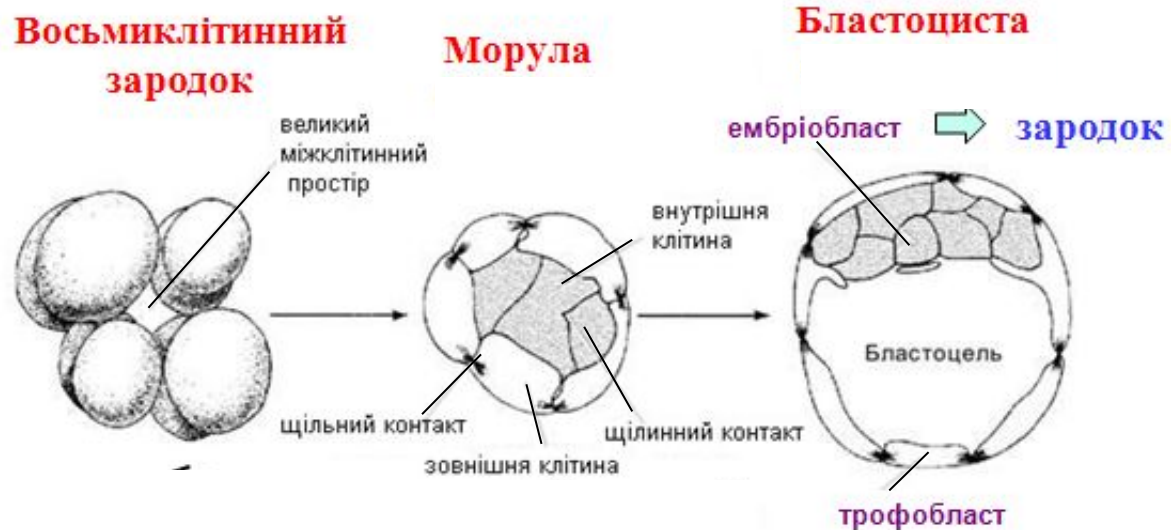 Восьмиклітинний
зародок
Морула
Бластоциста
великий
міжклітинний
простір
ембріобласт
зародок
внутрішня
клітина
Бластоцель
щільний контакт
щілинний контакт
зовнішня клітина
трофобласт